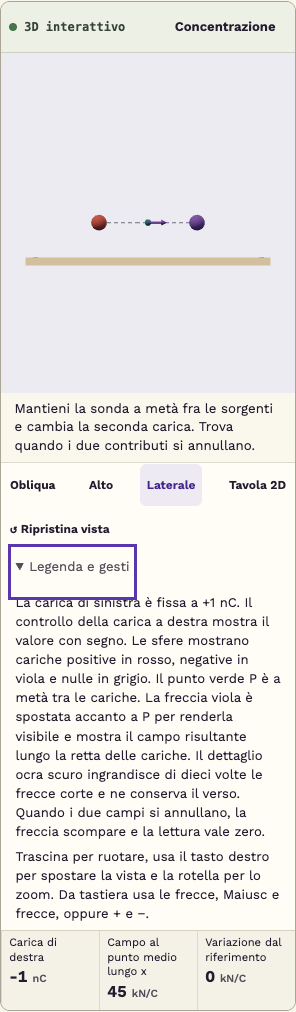 3D interattivo
Concentrazione
Mantieni la sonda a metà fra le sorgenti
e cambia la seconda carica. Trova
quando i due contributi si annullano.
Obliqua
Alto
Laterale
Tavola 2D
↺ Ripristina vista
▼ Legenda e gesti
La carica di sinistra è fissa a +1 nC. Il
controllo della carica a destra mostra il
valore con segno. Le sfere mostrano
cariche positive in rosso, negative in
viola e nulle in grigio. Il punto verde P è a
metà tra le cariche. La freccia viola è
spostata accanto a P per renderla
visibile e mostra il campo risultante
lungo la retta delle cariche. Il dettaglio
ocra scuro ingrandisce di dieci volte le
frecce corte e ne conserva il verso.
Quando i due campi si annullano, la
freccia scompare e la lettura vale zero.
Trascina per ruotare, usa il tasto destro
per spostare la vista e la rotella per lo
zoom. Da tastiera usa le frecce, Maiusc e
frecce, oppure + e −.
Carica di
destra
-1 nC
Campo al
punto medio
lungo x
45 kN/C
Variazione dal
riferimento
0 kN/C